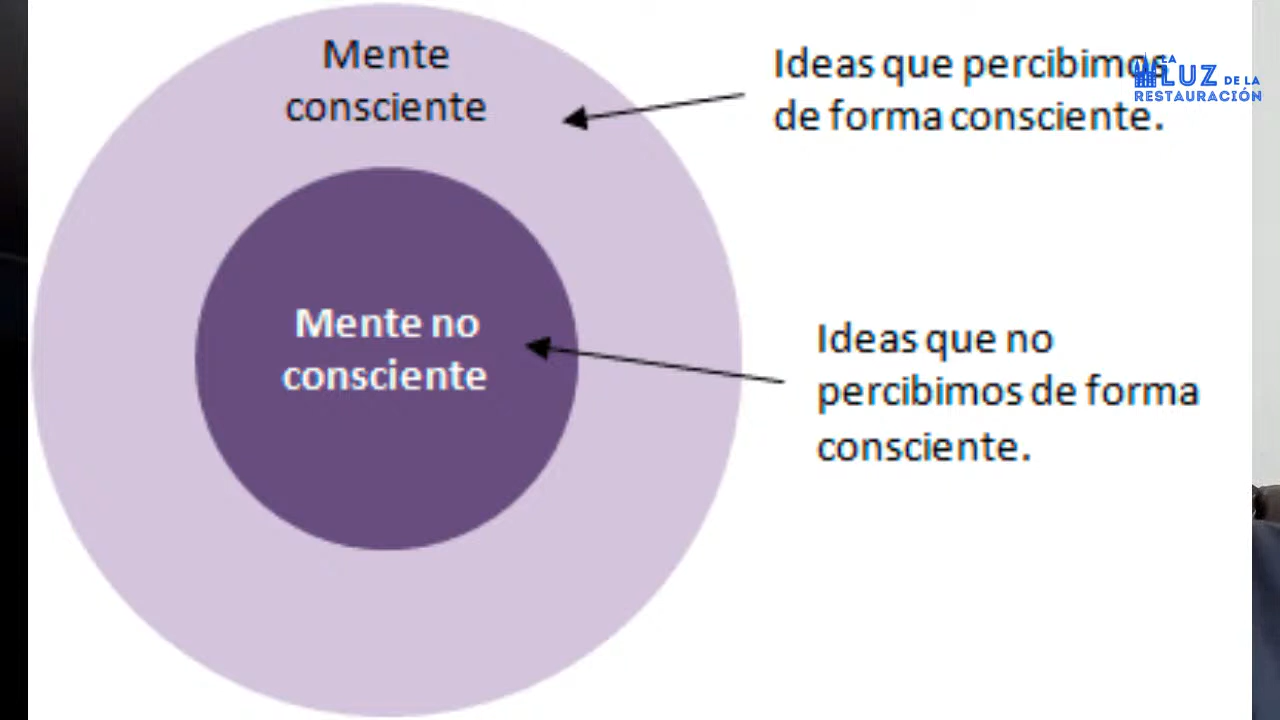 Mente
consciente
Ideas que percibimos
de forma consciente.
LA
LUZ DE LA
RESTAURACIÓN
Mente no
consciente
Ideas que no
percibimos de forma
consciente.